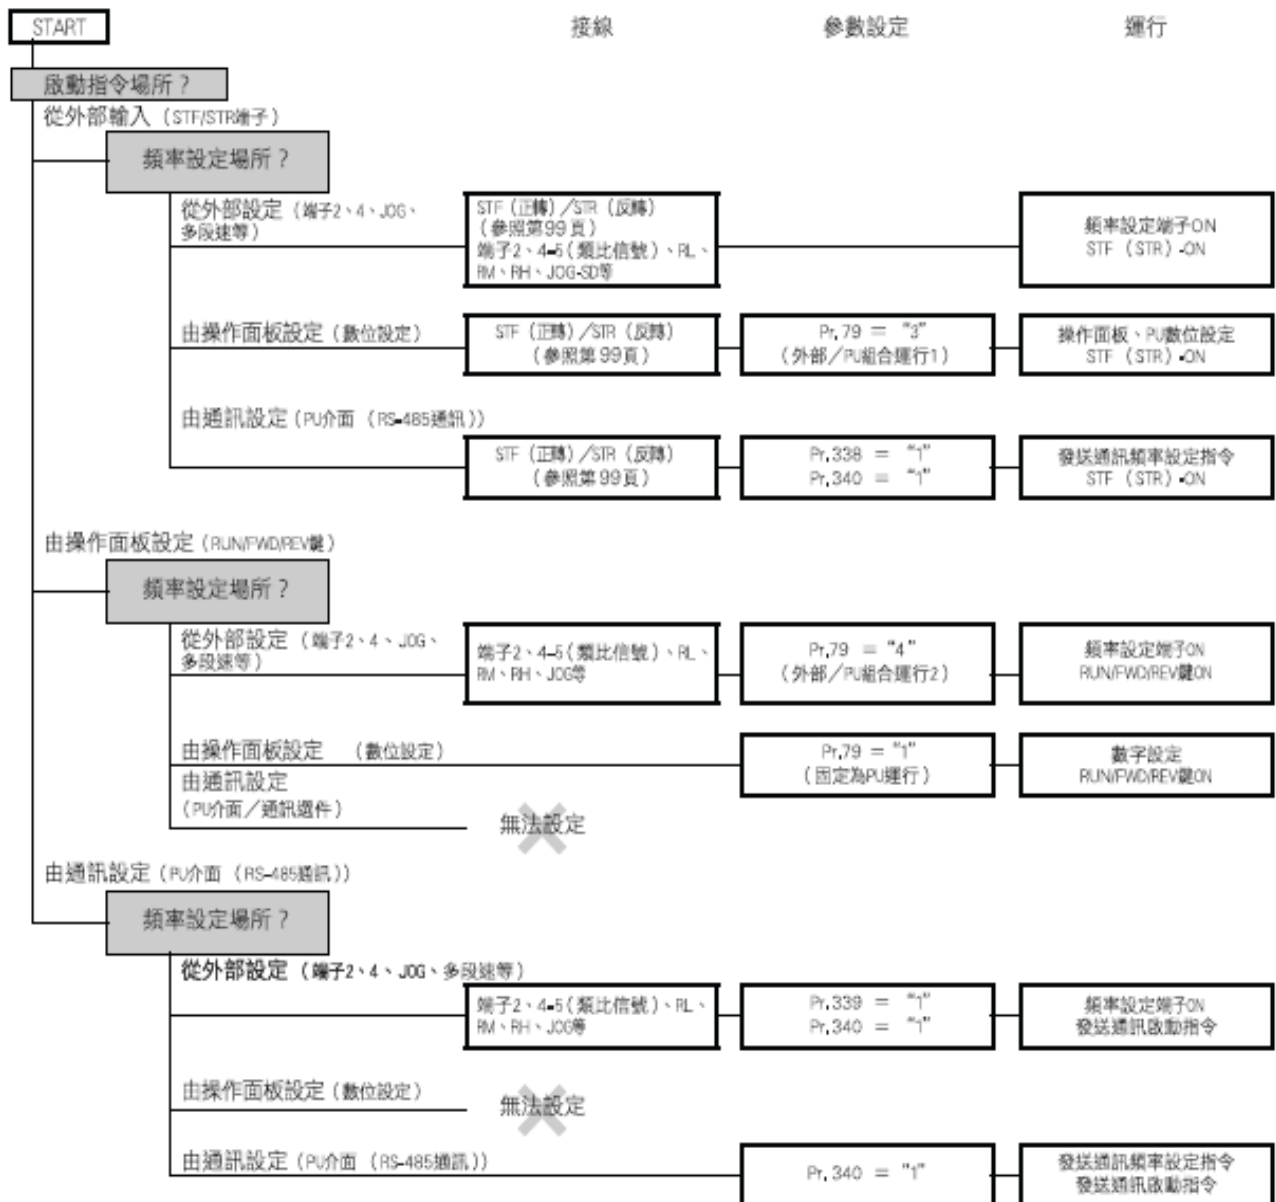 START
接線
參數設定
運行
啟動指令場所？
從外部輸入（STF/STR端子）
頻率設定場所？
從外部設定（端子2、4、JOG、
多段速等）
STF（正轉）/STR（反轉）
（參照第99頁）
端子2、4-5（類比信號）、RL、
RM、RH、JOG-SD等
頻率設定端子ON
STF（STR）-ON
由操作面板設定（數位設定）
STF（正轉）/STR（反轉）
（參照第99頁）
Pr.79 = “3”
（外部／PU組合運行1）
操作面板、PU數位設定
STF（STR）-ON
由通訊設定（PU介面（RS-485通訊））
STF（正轉）/STR（反轉）
（參照第99頁）
Pr.338 = “1”
Pr.340 = “1”
發送通訊頻率設定指令
STF（STR）-ON
由操作面板設定（RUN/FWD/REV鍵）
頻率設定場所？
從外部設定（端子2、4、JOG、
多段速等）
端子2、4-5（類比信號）、RL、
RM、RH、JOG等
Pr.79 = “4”
（外部／PU組合運行2）
頻率設定端子ON
RUN/FWD/REV鍵ON
由操作面板設定（數位設定）
Pr.79 = “1”
（固定為PU運行）
數字設定
RUN/FWD/REV鍵ON
由通訊設定
（PU介面／通訊選件）
無法設定
由通訊設定（PU介面（RS-485通訊））
頻率設定場所？
從外部設定（端子2、4、JOG、多段速等）
端子2、4-5（類比信號）、RL、
RM、RH、JOG等
Pr.339 = “1”
Pr.340 = “1”
頻率設定端子ON
發送通訊啟動指令
由操作面板設定（數位設定）
無法設定
由通訊設定（PU介面（RS-485通訊））
Pr.340 = “1”
發送通訊頻率設定指令
發送通訊啟動指令